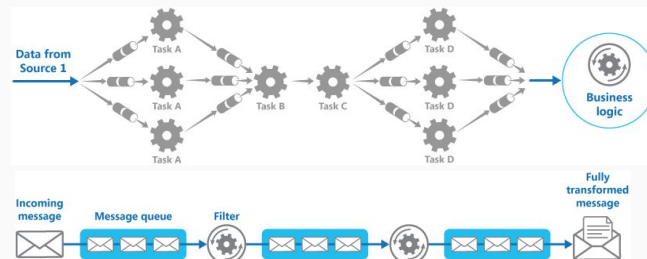 Data from
Source 1
Task A
Task A
Task A
Task B
Task C
Task D
Task D
Task D
Business
logic
Incoming
message
Message queue
Filter
Fully
transformed
message